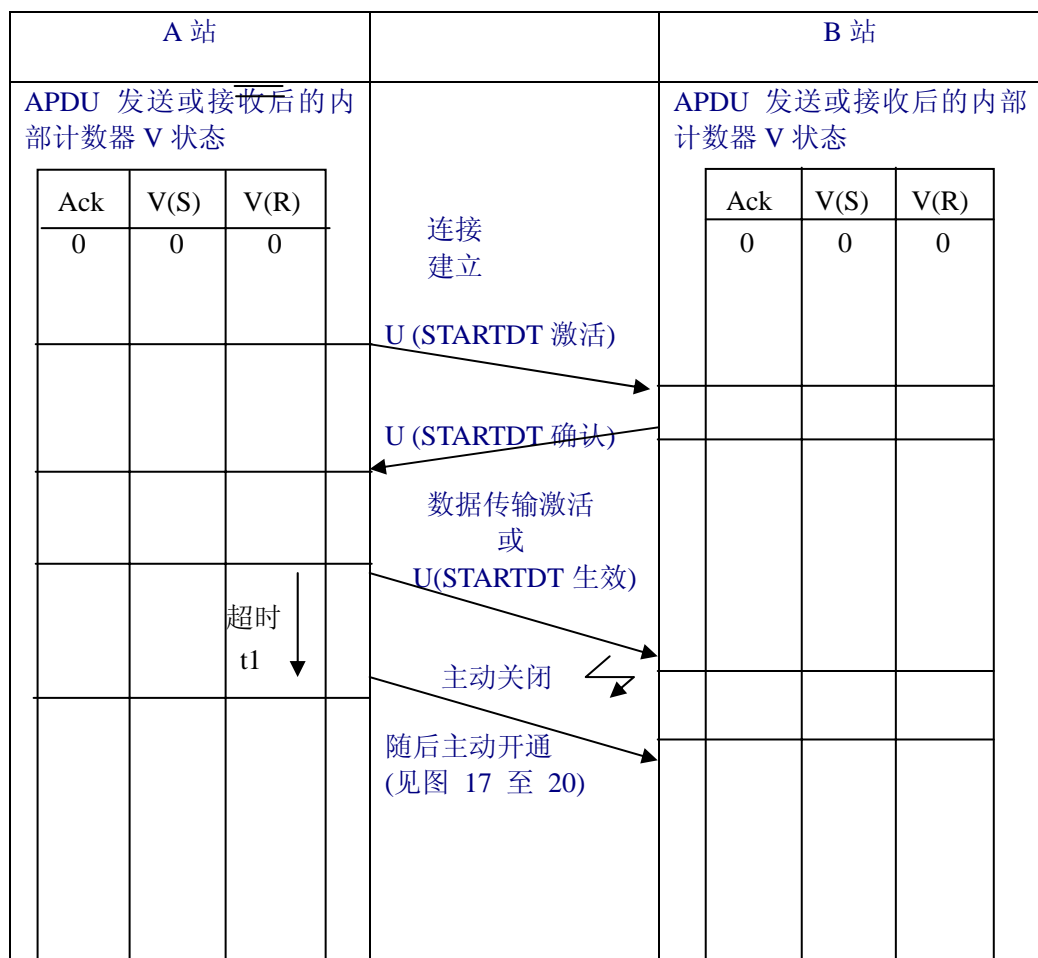 A 站
B 站
APDU 发送或接收后的内
部计数器 V 状态
APDU 发送或接收后的内部
计数器 V 状态
Ack V(S) V(R)
0 0 0
Ack V(S) V(R)
0 0 0
连接
建立
U (STARTDT 激活)
U (STARTDT 确认)
数据传输激活
或
U(STARTDT 生效)
超时
t1
主动关闭
随后主动开通
(见图 17 至 20)